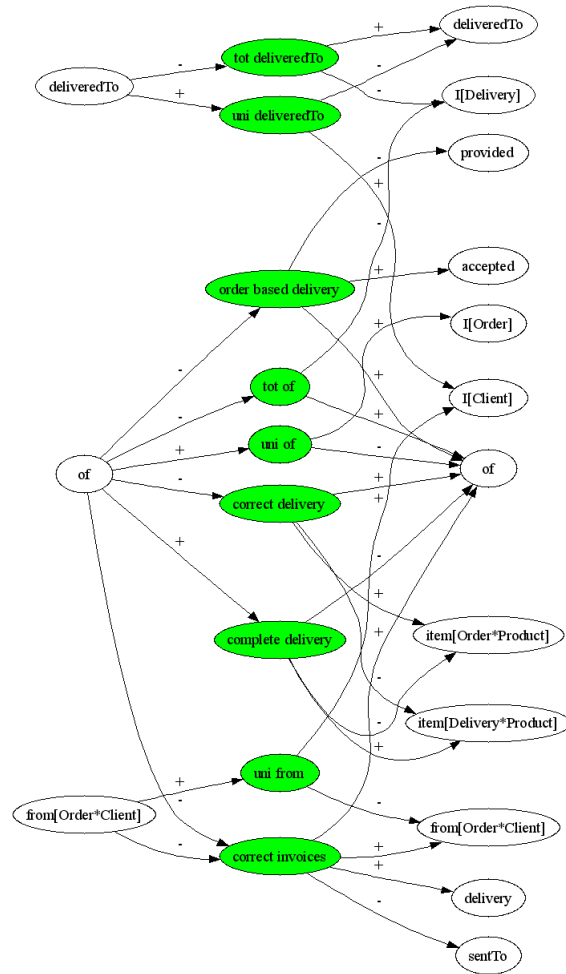 deliveredTo
tot deliveredTo
uni deliveredTo
deliveredTo
I[Delivery]
provided
order based delivery
accepted
I[Order]
tot of
I[Client]
uni of
of
of
correct delivery
complete delivery
item[Order*Product]
item[Delivery*Product]
uni from
from[Order*Client]
from[Order*Client]
correct invoices
delivery
sentTo
+
-
-
+
-
-
+
-
+
+
-
-
+
+
+
-
-
+
+
-
+
+
-
-
+
+
-
-
-
+
+
-